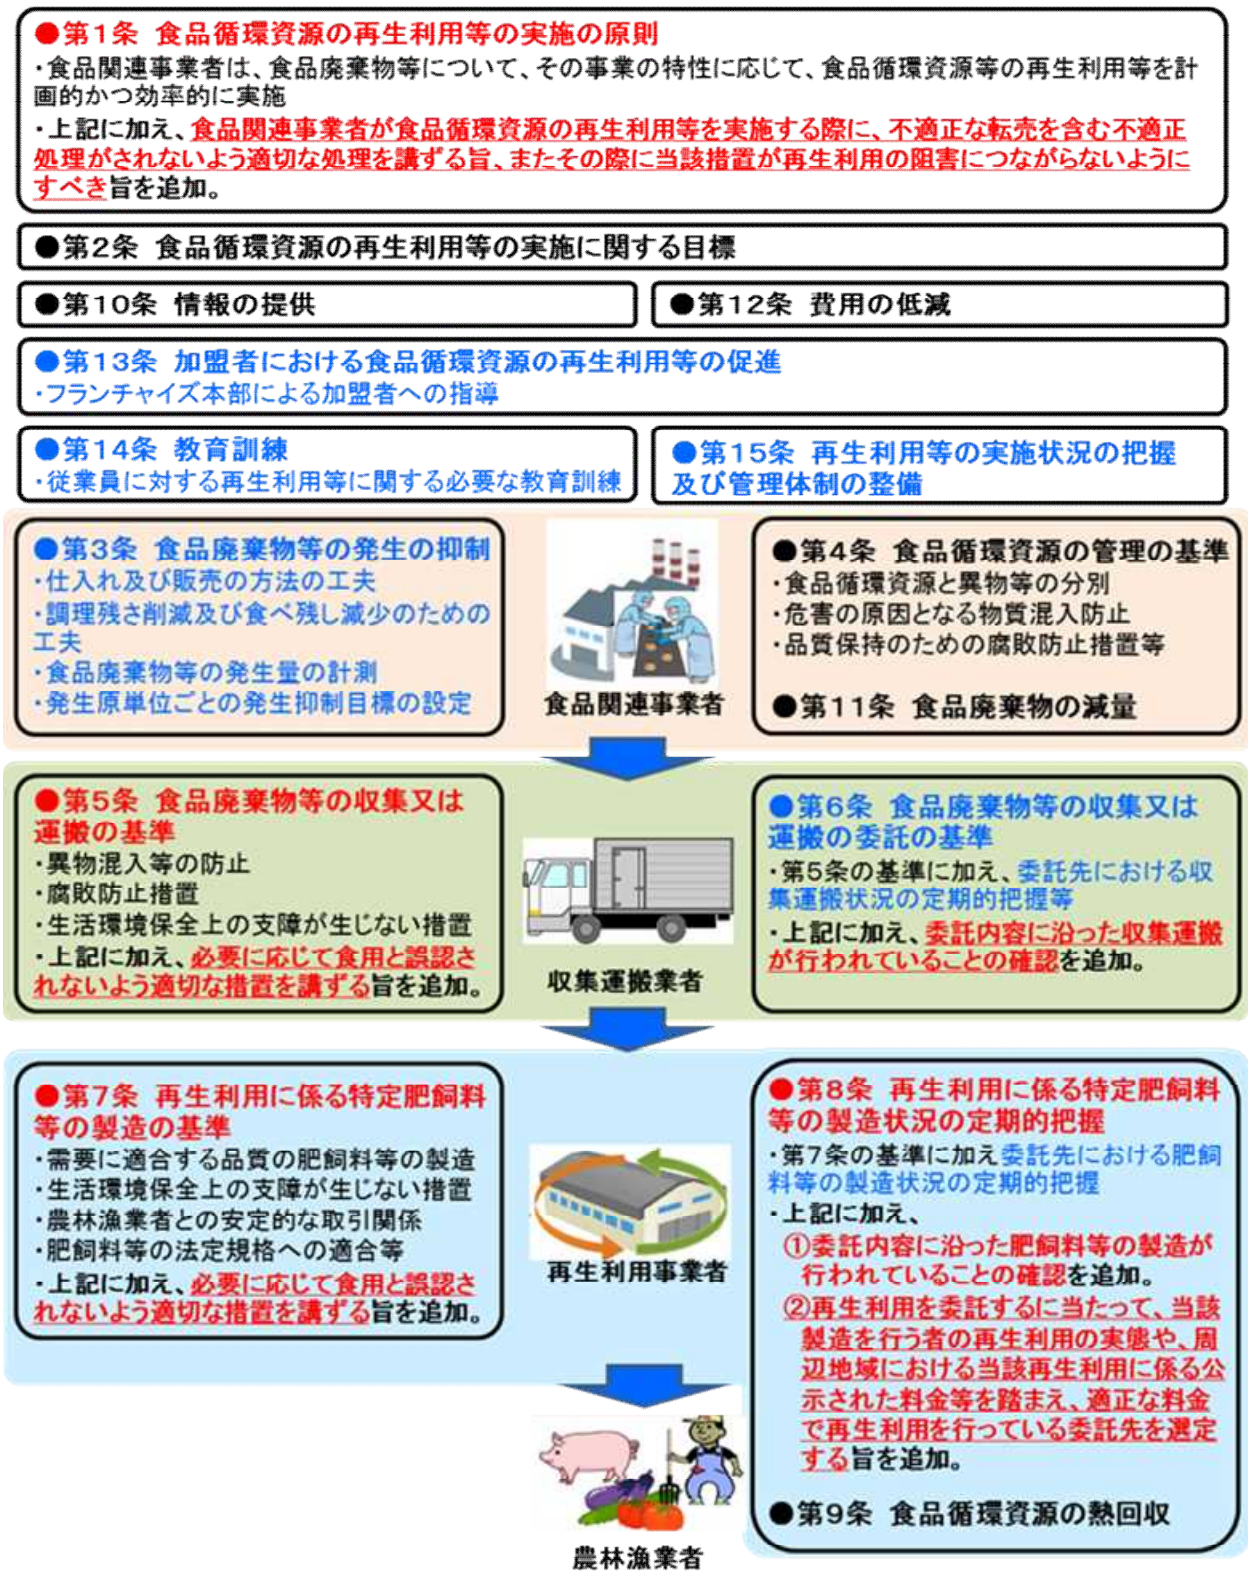 ●第1条 食品循環資源の再生利用等の実施の原則
・食品関連事業者は、食品廃棄物等について、その事業の特性に応じて、食品循環資源等の再生利用等を計
画的かつ効率的に実施
・上記に加え、食品関連事業者が食品循環資源の再生利用等を実施する際に、不適正な転売を含む不適正
処理がされないよう適切な処理を講ずる旨、またその際に当該措置が再生利用の阻害につながらないように
すべき旨を追加。
●第2条 食品循環資源の再生利用等の実施に関する目標
●第10条 情報の提供
●第12条 費用の低減
●第13条 加盟者における食品循環資源の再生利用等の促進
・フランチャイズ本部による加盟者への指導
●第14条 教育訓練
・従業員に対する再生利用等に関する必要な教育訓練
●第15条 再生利用等の実施状況の把握
及び管理体制の整備
●第3条 食品廃棄物等の発生の抑制
・仕入れ及び販売の方法の工夫
・調理残さ削減及び食べ残し減少のための
工夫
・食品廃棄物等の発生量の計測
・発生原単位ごとの発生抑制目標の設定
食品関連事業者
●第4条 食品循環資源の管理の基準
・食品循環資源と異物等の分別
・危害の原因となる物質混入防止
・品質保持のための腐敗防止措置等
●第11条 食品廃棄物の減量
●第5条 食品廃棄物等の収集又は
運搬の基準
・異物混入等の防止
・腐敗防止措置
・生活環境保全上の支障が生じない措置
・上記に加え、必要に応じて食用と誤認さ
れないよう適切な措置を講ずる旨を追加。
収集運搬業者
●第6条 食品廃棄物等の収集又は
運搬の委託の基準
・第5条の基準に加え、委託先における収
集運搬状況の定期的把握等
・上記に加え、委託内容に沿った収集運搬
が行われていることの確認を追加。
●第7条 再生利用に係る特定肥飼料
等の製造の基準
・需要に適合する品質の肥飼料等の製造
・生活環境保全上の支障が生じない措置
・農林漁業者との安定的な取引関係
・肥飼料等の法定規格への適合等
・上記に加え、必要に応じて食用と誤認さ
れないよう適切な措置を講ずる旨を追加。
再生利用事業者
●第8条 再生利用に係る特定肥飼料
等の製造状況の定期的把握
・第7条の基準に加え委託先における肥飼
料等の製造状況の定期的把握
・上記に加え、
①委託内容に沿った肥飼料等の製造が
行われていることの確認を追加。
②再生利用を委託するに当たって、当該
製造を行う者の再生利用の実態や、周
辺地域における当該再生利用に係る公
示された料金等を踏まえ、適正な料金
で再生利用を行っている委託先を選定
する旨を追加。
●第9条 食品循環資源の熱回収
農林漁業者